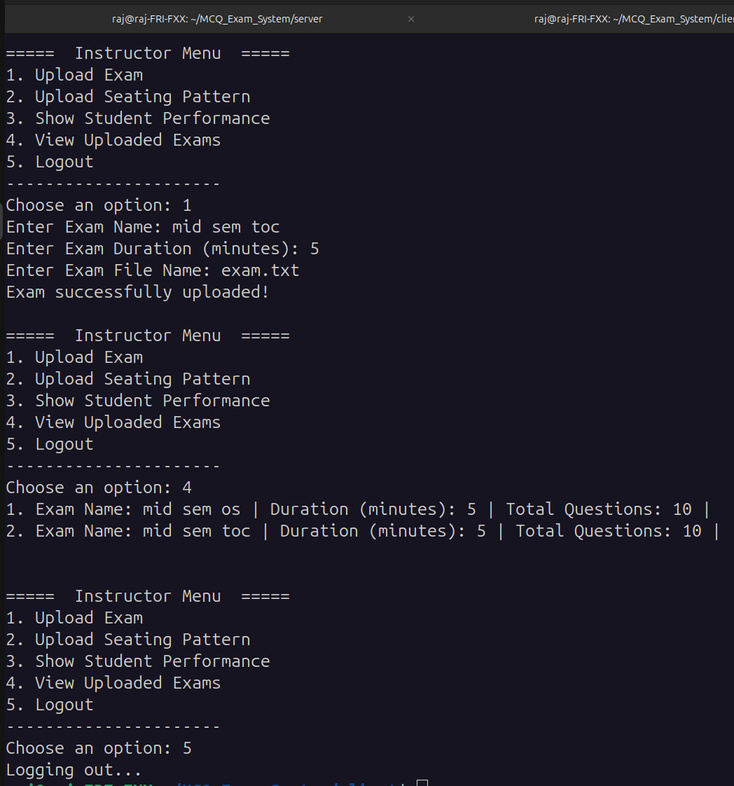 raj@raj-FRI-FXX: ~/MCQ_Exam_System/server × raj@raj-FRI-FXX: ~/MCQ_Exam_System/clie
===== Instructor Menu =====
1. Upload Exam
2. Upload Seating Pattern
3. Show Student Performance
4. View Uploaded Exams
5. Logout
----------------------
Choose an option: 1
Enter Exam Name: mid sem toc
Enter Exam Duration (minutes): 5
Enter Exam File Name: exam.txt
Exam successfully uploaded!
===== Instructor Menu =====
1. Upload Exam
2. Upload Seating Pattern
3. Show Student Performance
4. View Uploaded Exams
5. Logout
----------------------
Choose an option: 4
1. Exam Name: mid sem os | Duration (minutes): 5 | Total Questions: 10 |
2. Exam Name: mid sem toc | Duration (minutes): 5 | Total Questions: 10 |
===== Instructor Menu =====
1. Upload Exam
2. Upload Seating Pattern
3. Show Student Performance
4. View Uploaded Exams
5. Logout
----------------------
Choose an option: 5
Logging out...